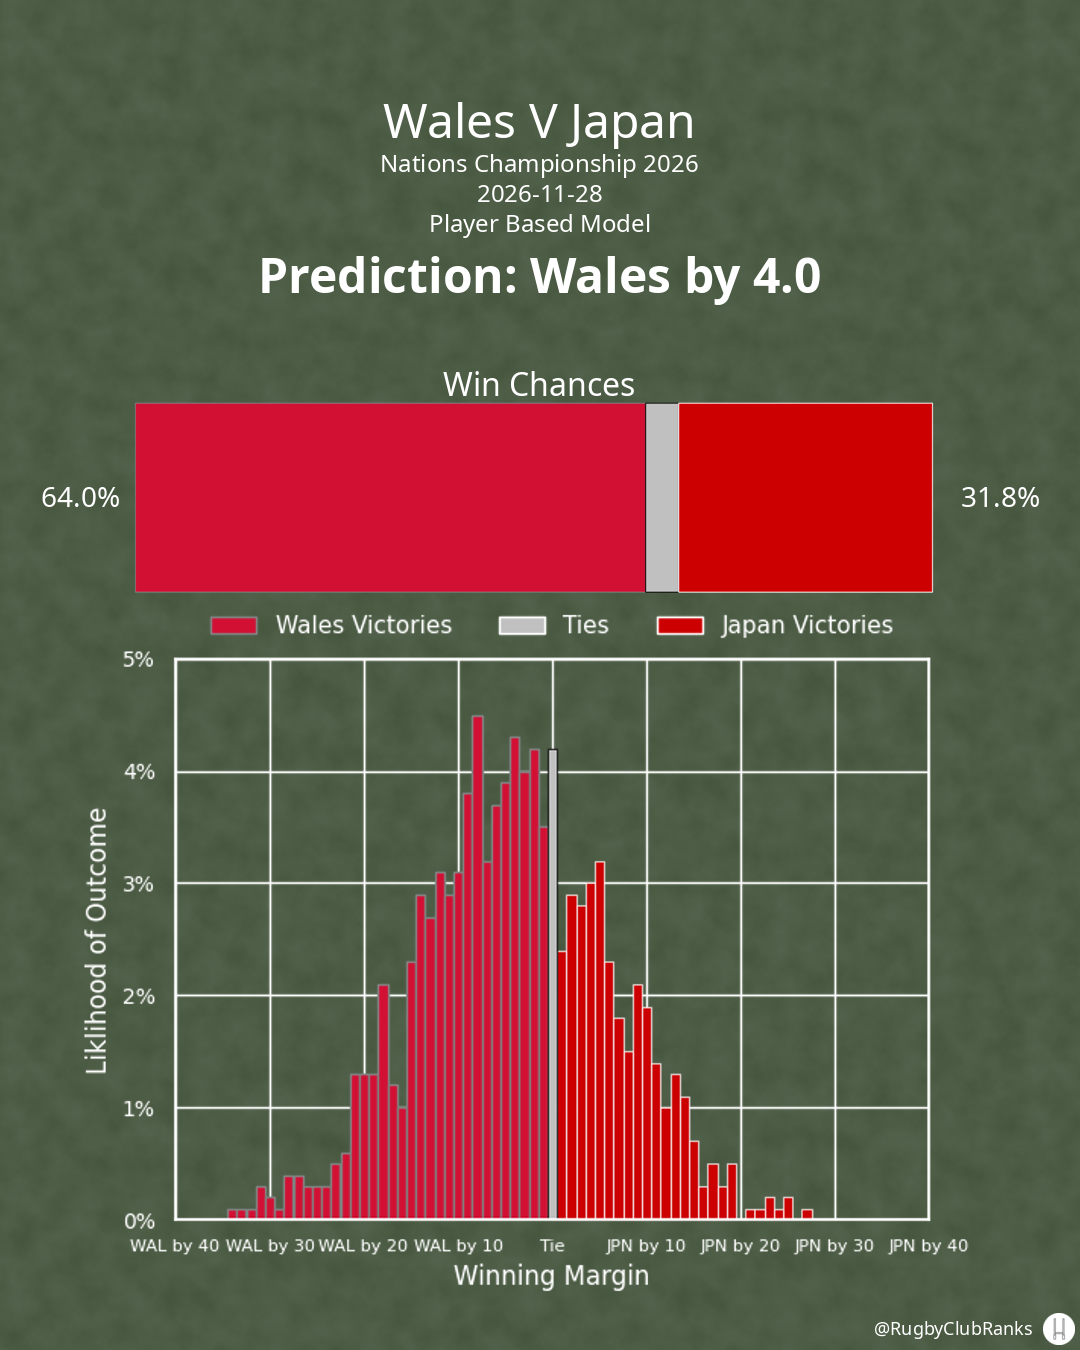 Wales V Japan
Nations Championship 2026
2026-11-28
Player Based Model
Prediction: Wales by 4.0
Win Chances
64.0%
31.8%
Wales Victories Ties Japan Victories
5%
4%
3%
2%
1%
0%
Liklihood of Outcome
WAL by 40 WAL by 30 WAL by 20 WAL by 10 Tie JPN by 10 JPN by 20 JPN by 30 JPN by 40
Winning Margin
@RugbyClubRanks